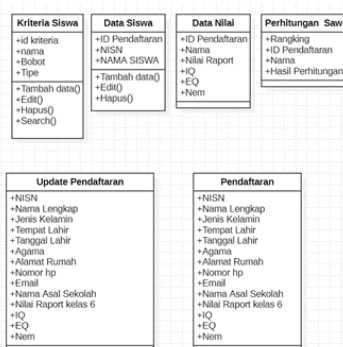 Kriteria Siswa
+id kriteria
+nama
+Bobot
+Tipe
+Tambah data()
+Edit()
+Hapus()
+Search()
Data Siswa
+ID Pendaftaran
+NISN
+NAMA SISWA
+Tambah data()
+Edit()
+Hapus()
Data Nilai
+ID Pendaftaran
+Nama
+Nilai Raport
+IQ
+EQ
+Nem
Perhitungan Saw
+Rangking
+ID Pendaftaran
+Nama
+Hasil Perhitungan
Update Pendaftaran
+NISN
+Nama Lengkap
+Jenis Kelamin
+Tempat Lahir
+Tanggal Lahir
+Agama
+Alamat Rumah
+Nomor hp
+Email
+Nama Asal Sekolah
+Nilai Raport kelas 6
+IQ
+EQ
+Nem
Pendaftaran
+NISN
+Nama Lengkap
+Jenis Kelamin
+Tempat Lahir
+Tanggal Lahir
+Agama
+Alamat Rumah
+Nomor hp
+Email
+Nama Asal Sekolah
+Nilai Raport kelas 6
+IQ
+EQ
+Nem